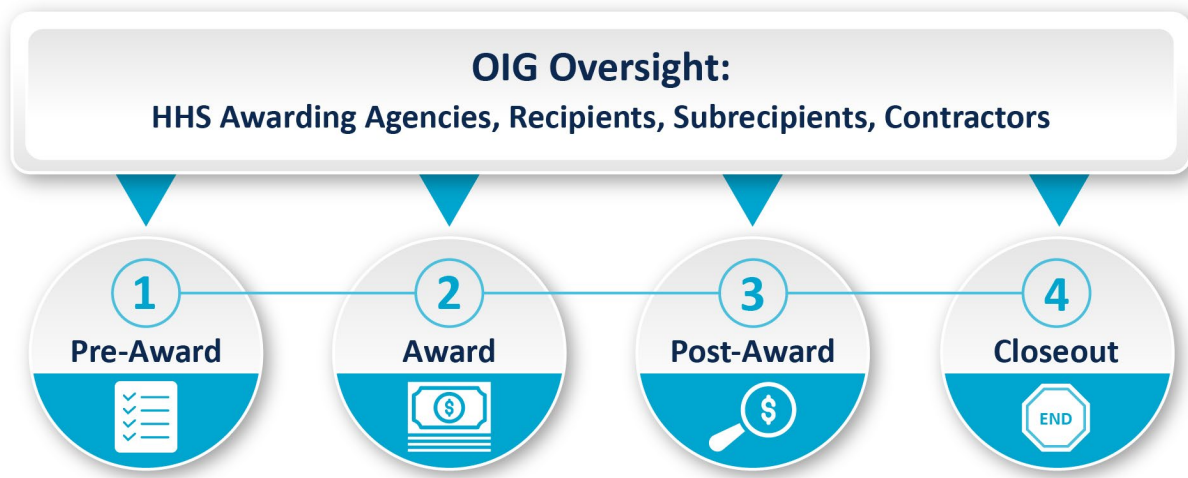 OIG Oversight:
HHS Awarding Agencies, Recipients, Subrecipients, Contractors
1
Pre-Award
2
Award
$
3
Post-Award
$
4
Closeout
END